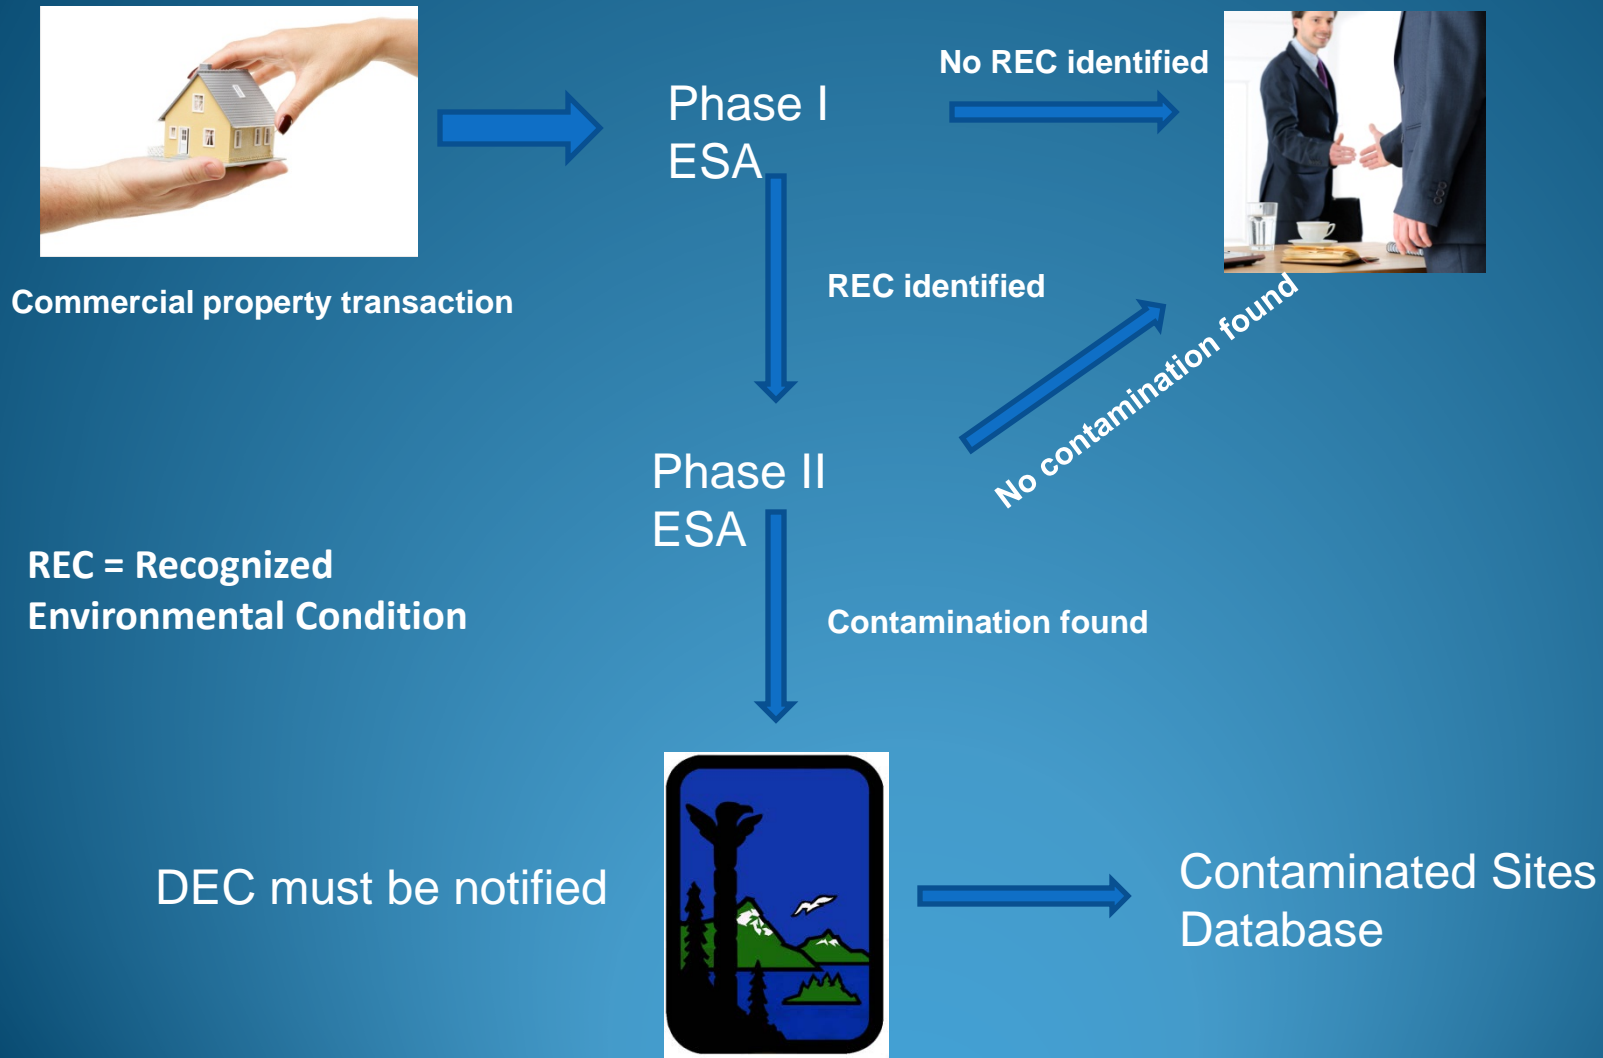 No REC identified
Phase I
ESA
Commercial property transaction
REC identified
No contamination found
Phase II
ESA
REC = Recognized
Environmental Condition
Contamination found
DEC must be notified
Contaminated Sites
Database